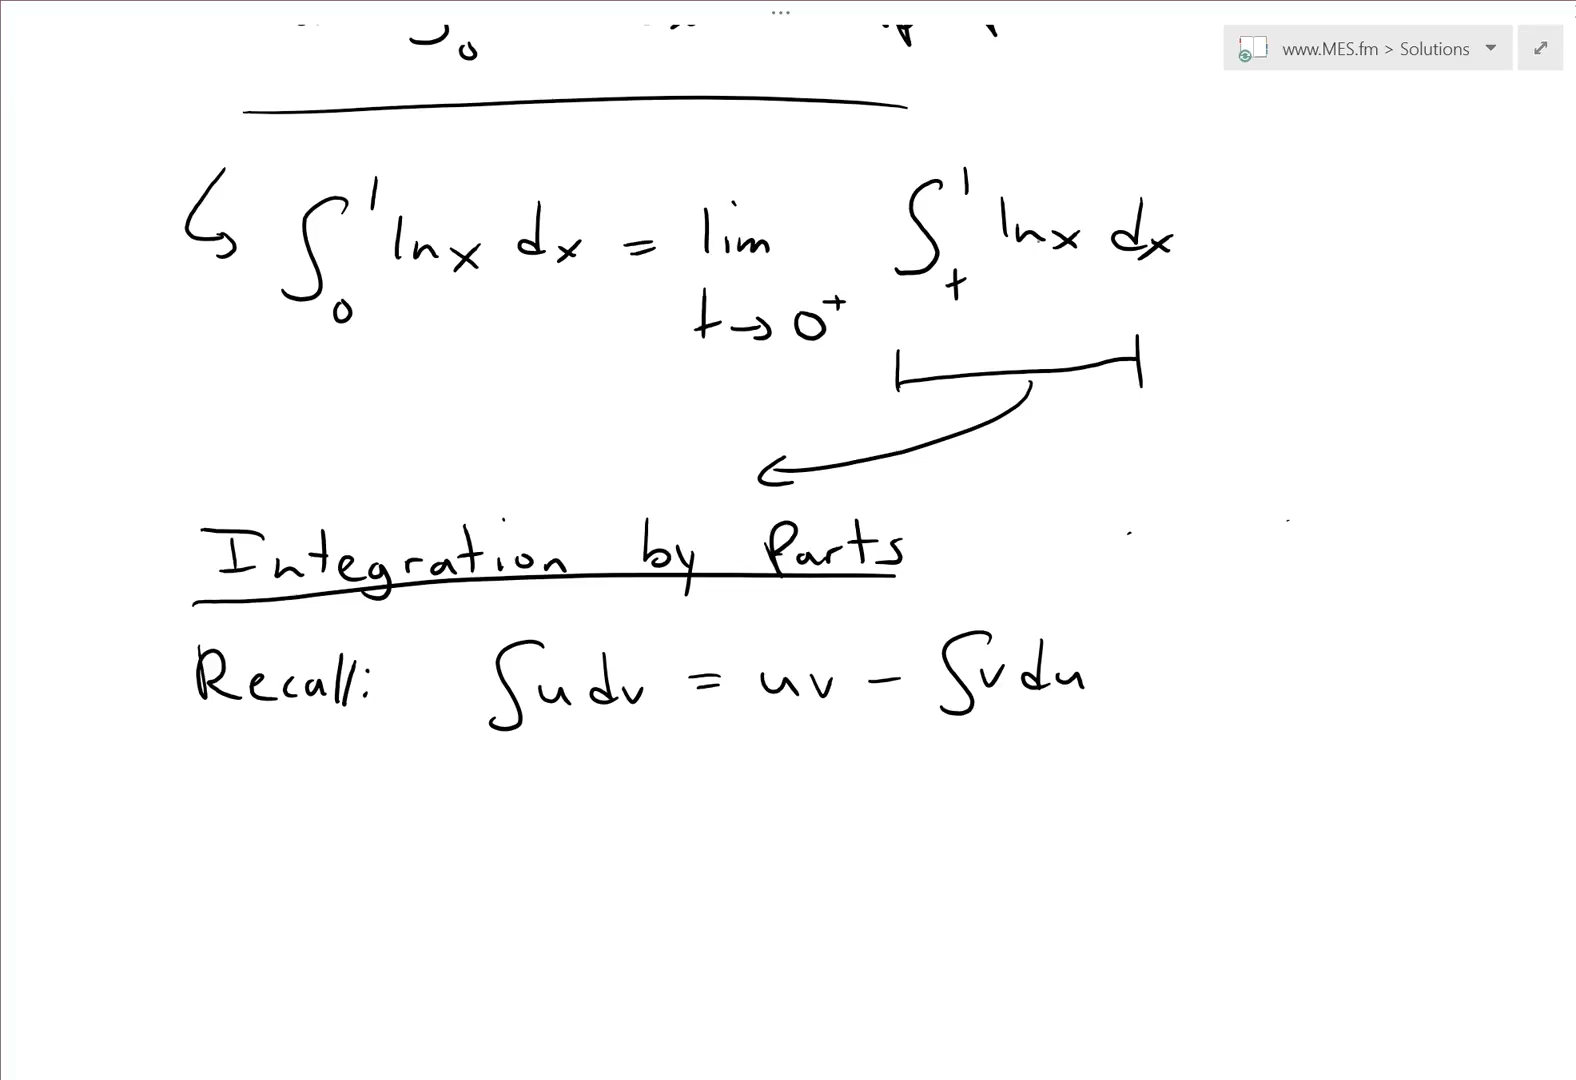 www.MES.fm > Solutions
∫₀¹ ln x dx = lim t→0⁺ ∫ₜ¹ ln x dx
Integration by Parts
Recall: ∫u dv = uv − ∫v du